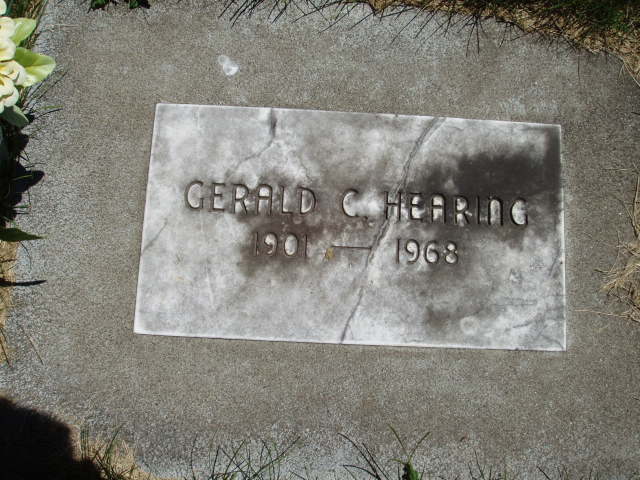 GERALD C. HEARING
1901 — 1968